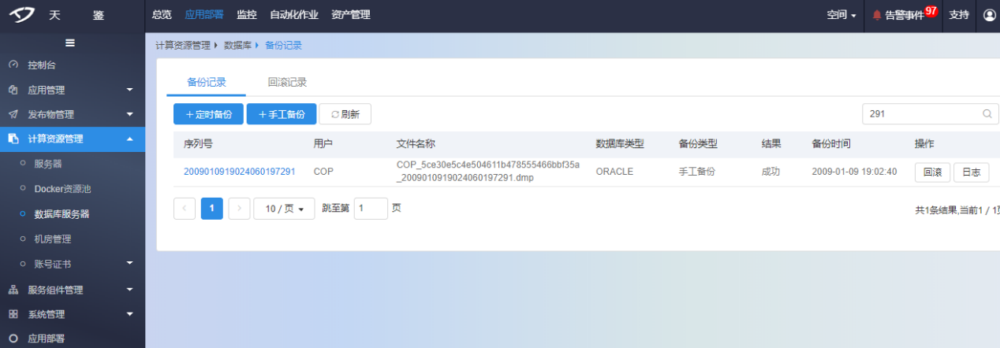 天 鉴
总览 应用部署 监控 自动化作业 资产管理
空间 告警事件 97 支持
计算资源管理 数据库 备份记录
控制台
应用管理
发布物管理
计算资源管理
服务器
Docker资源池
数据库服务器
机房管理
账号证书
服务组件管理
系统管理
应用部署
备份记录 回滚记录
+定时备份 +手工备份 刷新
291
序列号 用户 文件名称 数据库类型 备份类型 结果 备份时间 操作
2009010919024060197291 COP COP_5ce30e5c4e504611b478555466bbf35a ORACLE 手工备份 成功 2009-01-09 19:02:40 回滚 日志
_2009010919024060197291.dmp
1 10 / 页 跳至第 1 页
共1条结果,当前1 / 1